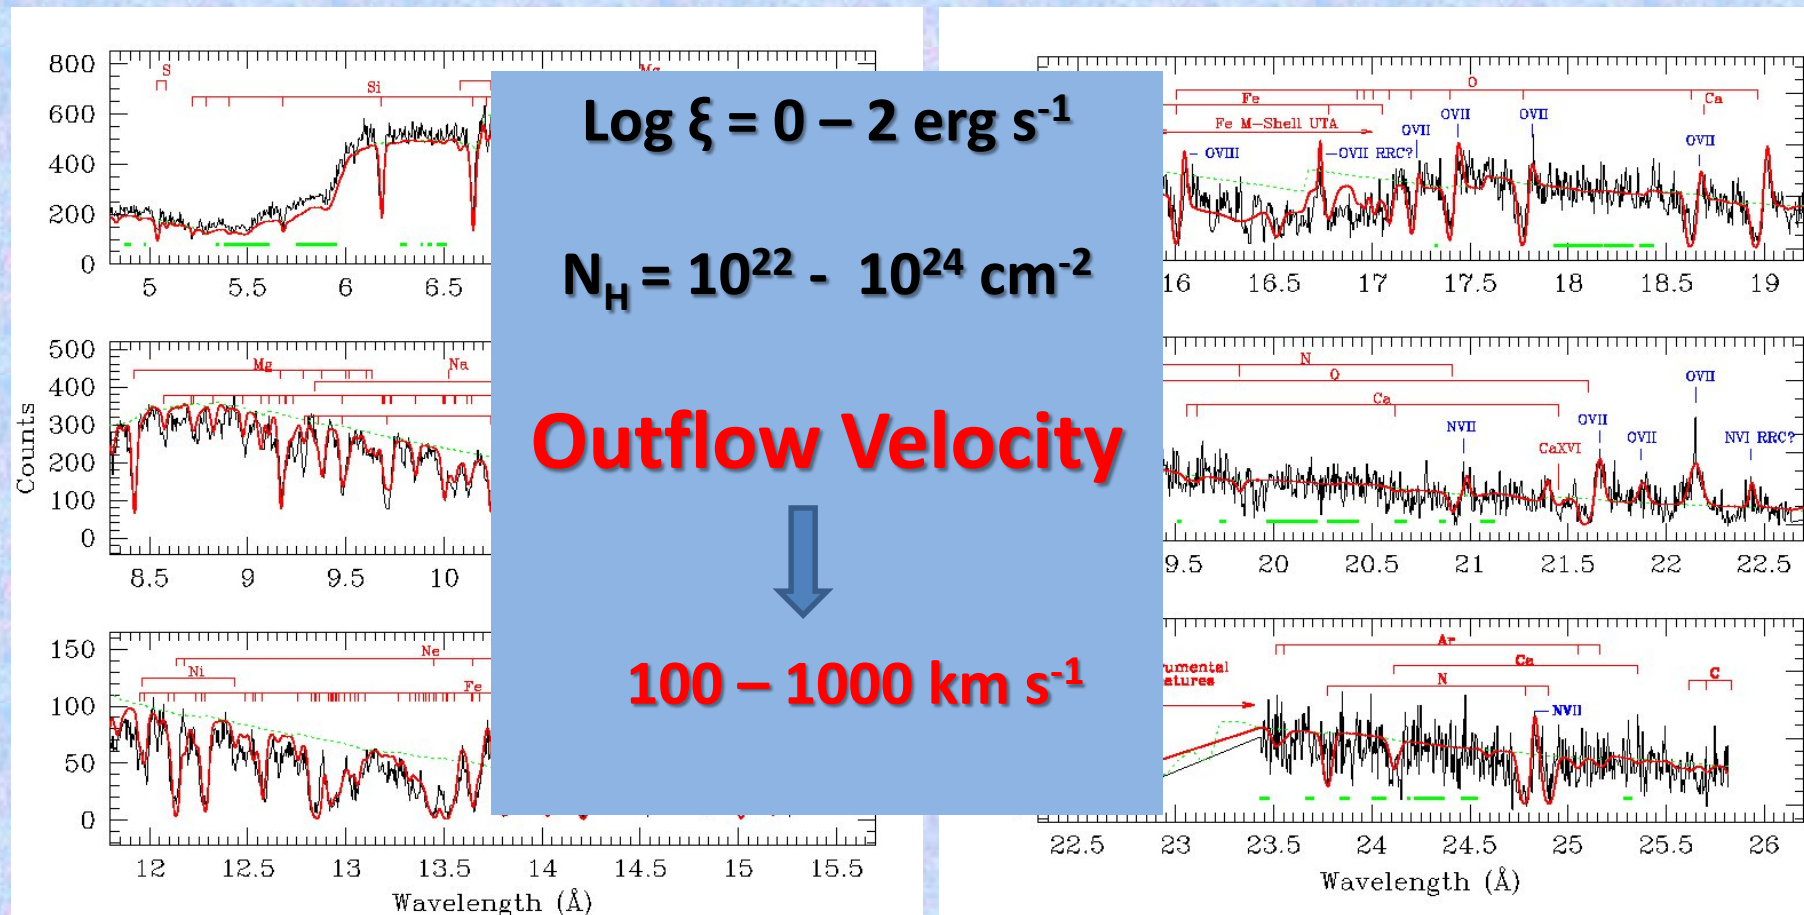 800
600
400
200
0
S
Si
Mg
5
5.5
6
6.5
500
400
300
200
100
0
Counts
Mg
Na
8.5
9
9.5
10
150
100
50
0
Ne
Ni
Fe
12
12.5
13
13.5
14
14.5
15
15.5
Wavelength (Å)
Log ξ = 0 – 2 erg s⁻¹
N_H = 10²² - 10²⁴ cm⁻²
Outflow Velocity
100 – 1000 km s⁻¹
O
Fe
Ca
Fe M-Shell UTA
OVIII
OVII RRC?
OVII
OVII
OVII
OVII
16
16.5
17
17.5
18
18.5
19
N
O
Ca
NVII
CaXVI
OVII
OVII
OVII
NVI RRC?
9.5
20
20.5
21
21.5
22
22.5
Ar
Ca
N
C
NVII
rumental
atures
22.5
23
23.5
24
24.5
25
25.5
26
Wavelength (Å)